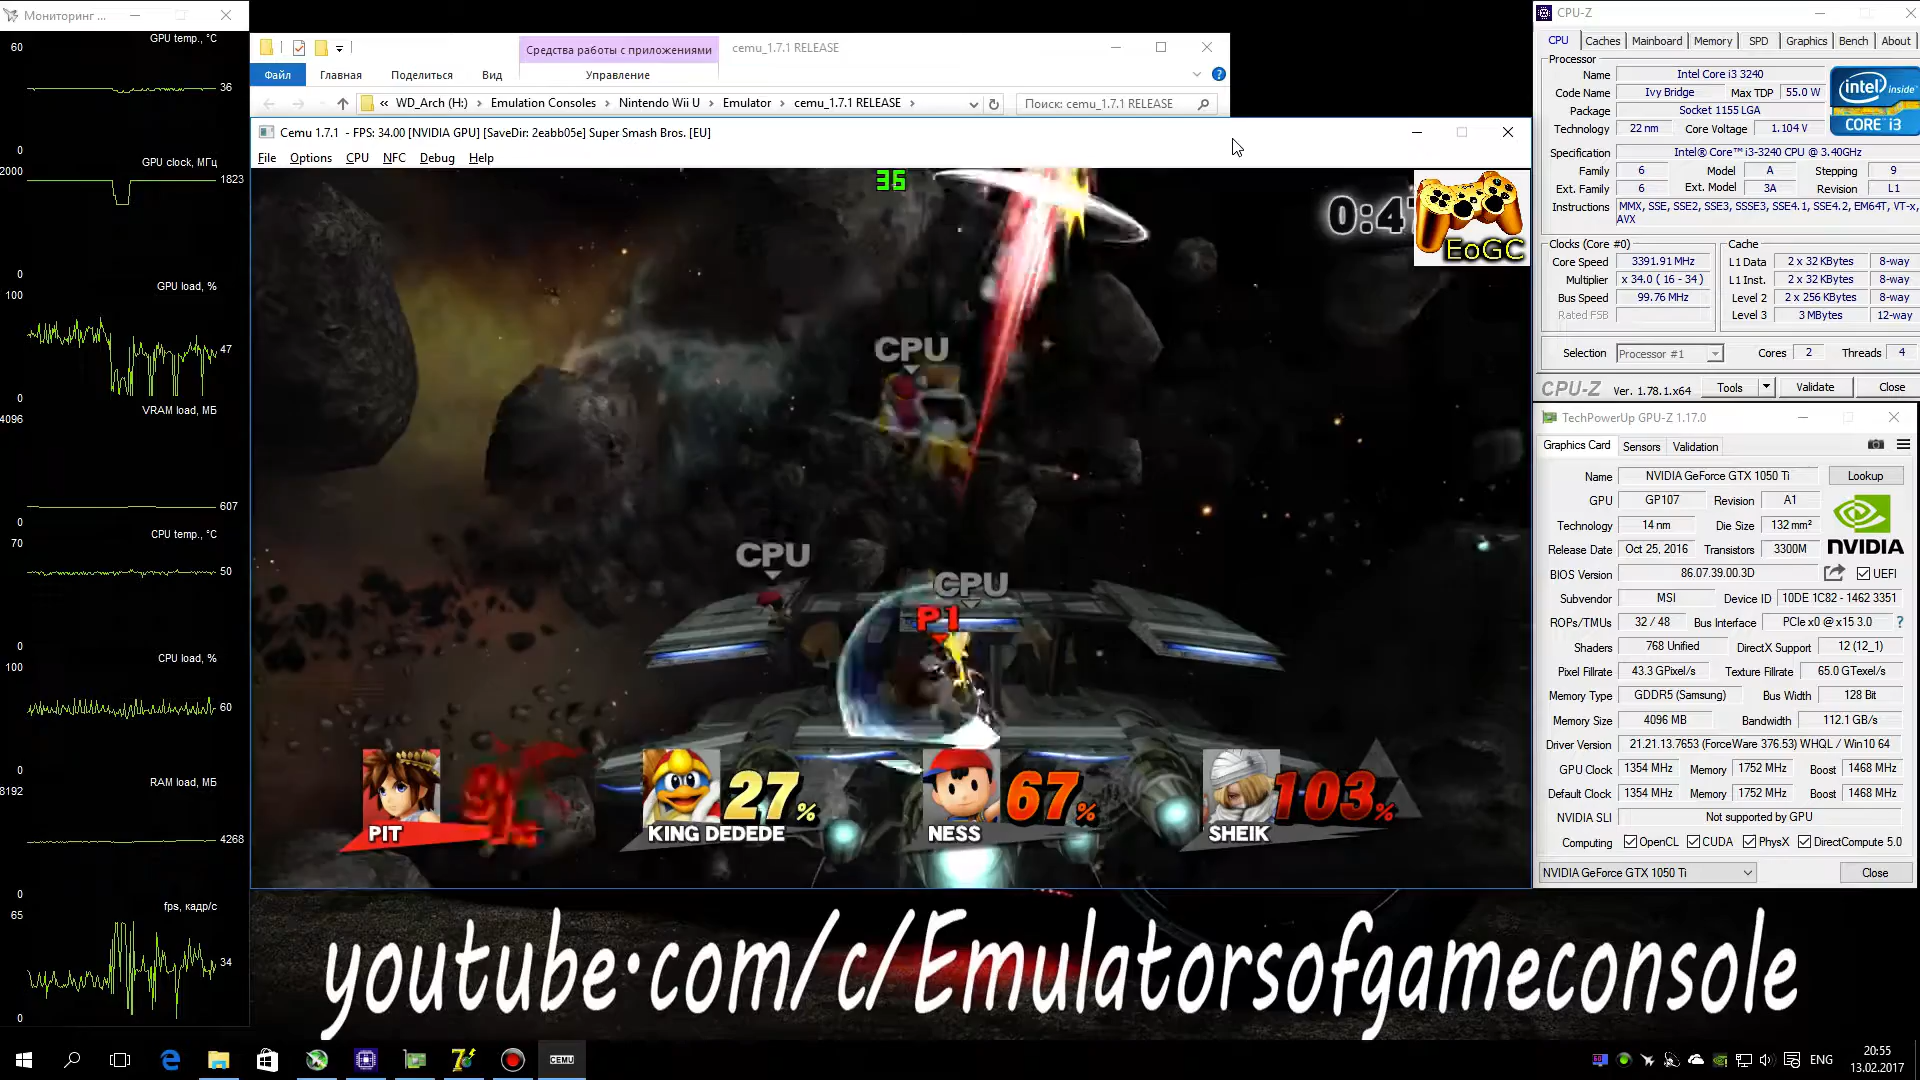 Мониторинг ...
GPU temp., °C
60
36
0
GPU clock, МГц
2000
1823
0
GPU load, %
100
47
0
VRAM load, МБ
4096
607
0
CPU temp., °C
70
50
0
CPU load, %
100
60
0
RAM load, МБ
8192
4268
0
fps, кадр/с
65
34
0
Средства работы с приложениями
cemu_1.7.1 RELEASE
Файл Главная Поделиться Вид Управление
« WD_Arch (H:) > Emulation Consoles > Nintendo Wii U > Emulator > cemu_1.7.1 RELEASE >
Поиск: cemu_1.7.1 RELEASE
Cemu 1.7.1 - FPS: 34.00 [NVIDIA GPU] [SaveDir: 2eabb05e] Super Smash Bros. [EU]
File Options CPU NFC Debug Help
35
EoGC
CPU
CPU
CPU
P1
PIT
27%
KING DEDEDE
67%
NESS
103%
SHEIK
youtube.com/c/Emulatorsofgameconsole
CPU-Z
CPU Caches Mainboard Memory SPD Graphics Bench About
Processor
Name Intel Core i3 3240
Code Name Ivy Bridge Max TDP 55.0 W
Package Socket 1155 LGA
Technology 22 nm Core Voltage 1.104 V
intel inside™
CORE i3
Specification Intel® Core™ i3-3240 CPU @ 3.40GHz
Family 6 Model A Stepping 9
Ext. Family 6 Ext. Model 3A Revision L1
Instructions MMX, SSE, SSE2, SSE3, SSSE3, SSE4.1, SSE4.2, EM64T, VT-x,
AVX
Clocks (Core #0) Cache
Core Speed 3391.91 MHz L1 Data 2 x 32 KBytes 8-way
Multiplier x 34.0 ( 16 - 34 ) L1 Inst. 2 x 32 KBytes 8-way
Bus Speed 99.76 MHz Level 2 2 x 256 KBytes 8-way
Rated FSB Level 3 3 MBytes 12-way
Selection Processor #1 Cores 2 Threads 4
CPU-Z Ver. 1.78.1.x64 Tools Validate Close
TechPowerUp GPU-Z 1.17.0
Graphics Card Sensors Validation
Name NVIDIA GeForce GTX 1050 Ti Lookup
GPU GP107 Revision A1
Technology 14 nm Die Size 132 mm²
Release Date Oct 25, 2016 Transistors 3300M
NVIDIA
BIOS Version 86.07.39.00.3D UEFI
Subvendor MSI Device ID 10DE 1C82 - 1462 3351
ROPs/TMUs 32 / 48 Bus Interface PCIe x0 @ x15 3.0 ?
Shaders 768 Unified DirectX Support 12 (12_1)
Pixel Fillrate 43.3 GPixel/s Texture Fillrate 65.0 GTexel/s
Memory Type GDDR5 (Samsung) Bus Width 128 Bit
Memory Size 4096 MB Bandwidth 112.1 GB/s
Driver Version 21.21.13.7653 (ForceWare 376.53) WHQL / Win10 64
GPU Clock 1354 MHz Memory 1752 MHz Boost 1468 MHz
Default Clock 1354 MHz Memory 1752 MHz Boost 1468 MHz
NVIDIA SLI Not supported by GPU
Computing OpenCL CUDA PhysX DirectCompute 5.0
NVIDIA GeForce GTX 1050 Ti Close
CEMU
ENG
20:55
13.02.2017